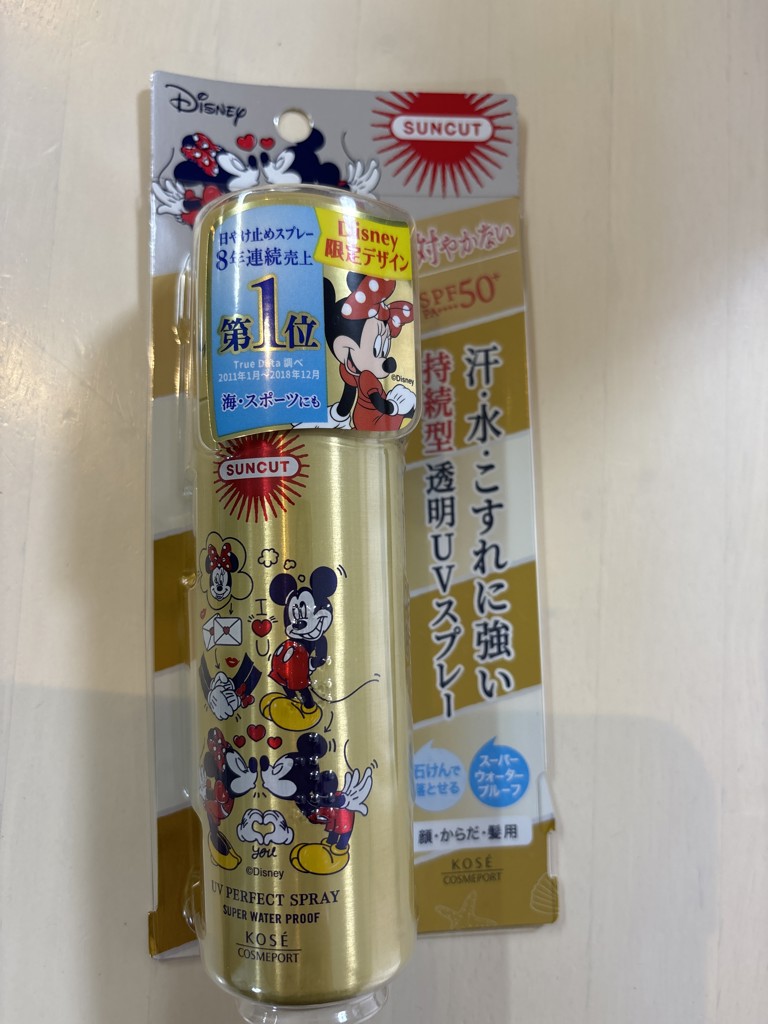 Disney
SUNCUT
日やけ止めスプレー
8年連続売上
第1位
True Data 調べ
2011年1月〜2018年12月
海・スポーツにも
Disney
限定デザイン
©Disney
やかない
SPF50+
PA++++
汗・水・こすれに強い
持続型透明UVスプレー
石けんで
落とせる
スーパー
ウォーター
プルーフ
顔・からだ・髪用
KOSÉ
COSMEPORT
SUNCUT
I
U
you
©Disney
UV PERFECT SPRAY
SUPER WATER PROOF
KOSÉ
COSMEPORT